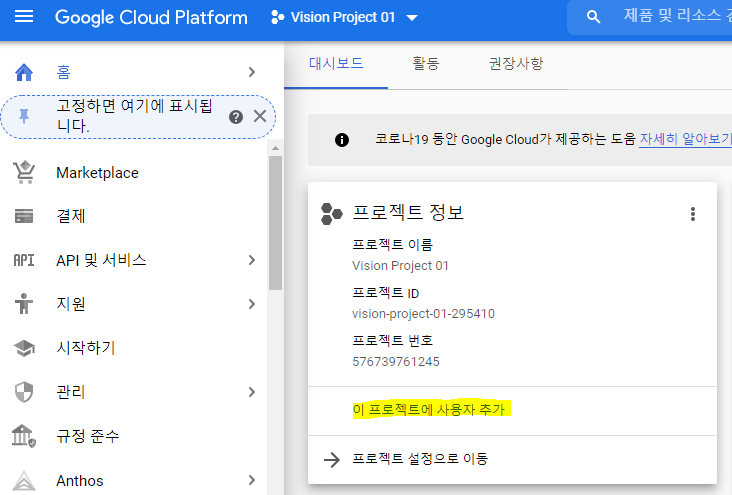 Google Cloud Platform
Vision Project 01
제품 및 리소스
홈
고정하면 여기에 표시됩
니다.
Marketplace
결제
API API 및 서비스
지원
시작하기
관리
규정 준수
Anthos
대시보드 활동 권장사항
코로나19 동안 Google Cloud가 제공하는 도움 자세히 알아보기
프로젝트 정보
프로젝트 이름
Vision Project 01
프로젝트 ID
vision-project-01-295410
프로젝트 번호
576739761245
이 프로젝트에 사용자 추가
프로젝트 설정으로 이동